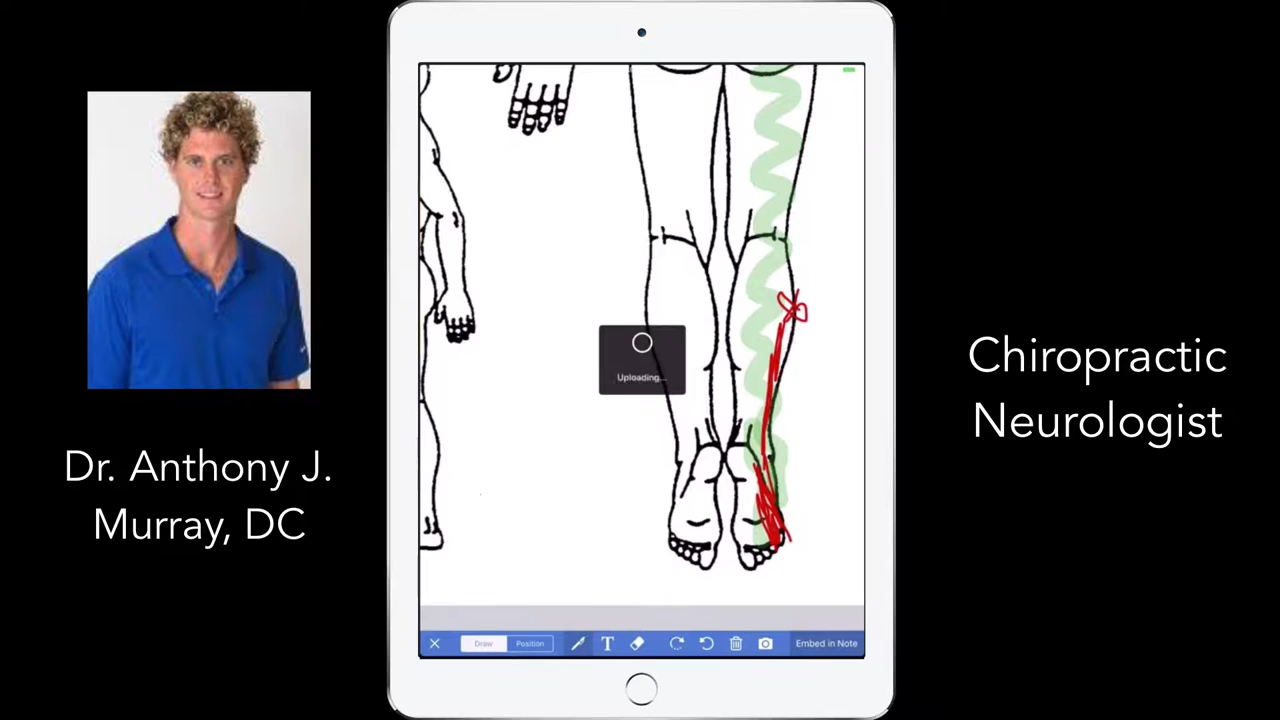 Dr. Anthony J.
Murray, DC
Uploading...
Draw
Position
T
Embed in Note
Chiropractic
Neurologist